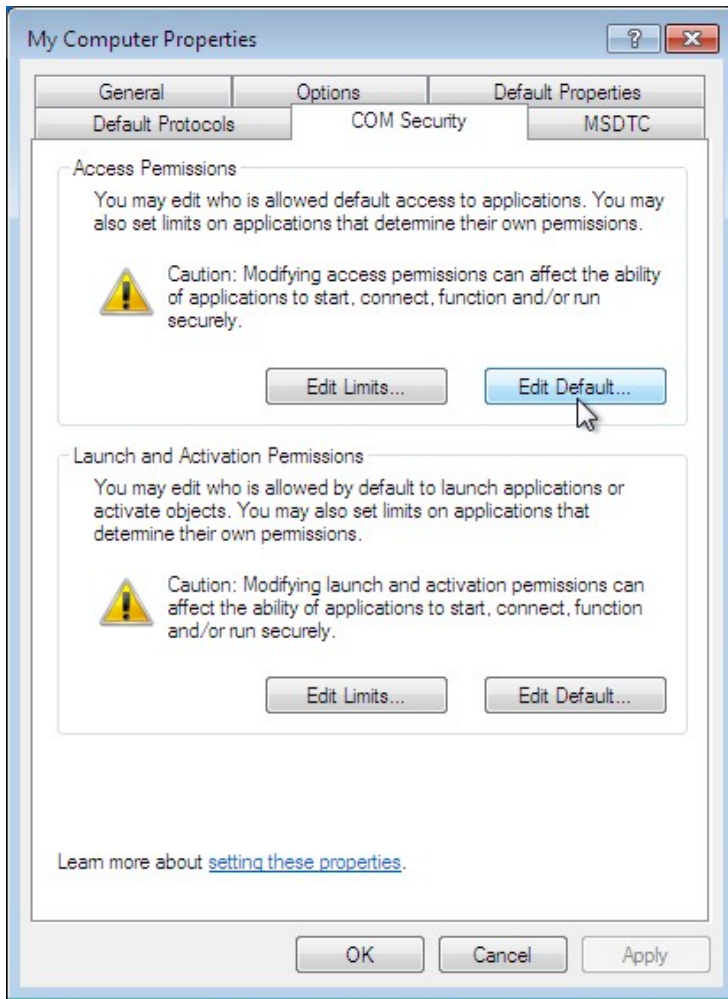 My Computer Properties
General
Options
Default Properties
Default Protocols
COM Security
MSDTC
Access Permissions
You may edit who is allowed default access to applications. You may
also set limits on applications that determine their own permissions.
Caution: Modifying access permissions can affect the ability
of applications to start, connect, function and/or run
securely.
Edit Limits...
Edit Default...
Launch and Activation Permissions
You may edit who is allowed by default to launch applications or
activate objects. You may also set limits on applications that
determine their own permissions.
Caution: Modifying launch and activation permissions can
affect the ability of applications to start, connect, function
and/or run securely.
Edit Limits...
Edit Default...
Learn more about setting these properties.
OK
Cancel
Apply